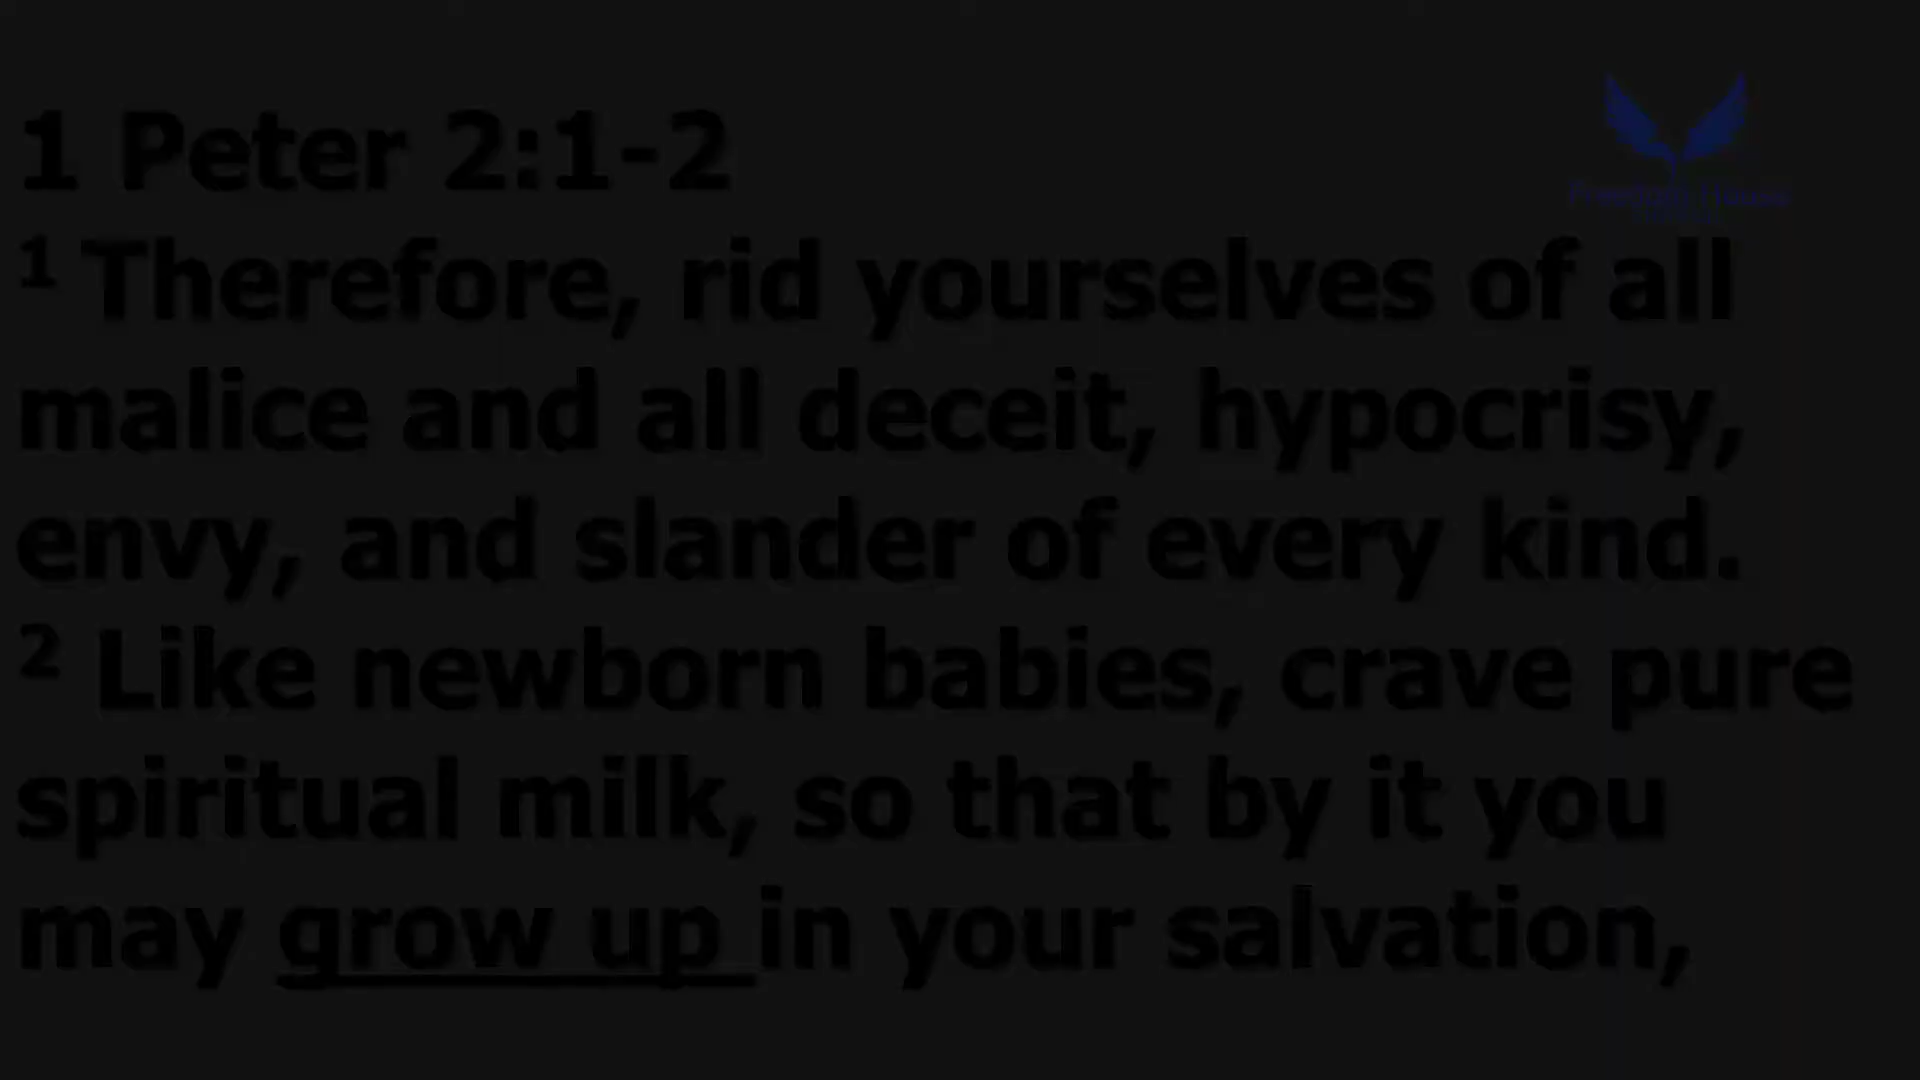 1 Peter 2:1-2
Freedom House
1 Therefore, rid yourselves of all
malice and all deceit, hypocrisy,
envy, and slander of every kind.
2 Like newborn babies, crave pure
spiritual milk, so that by it you
may grow up in your salvation,